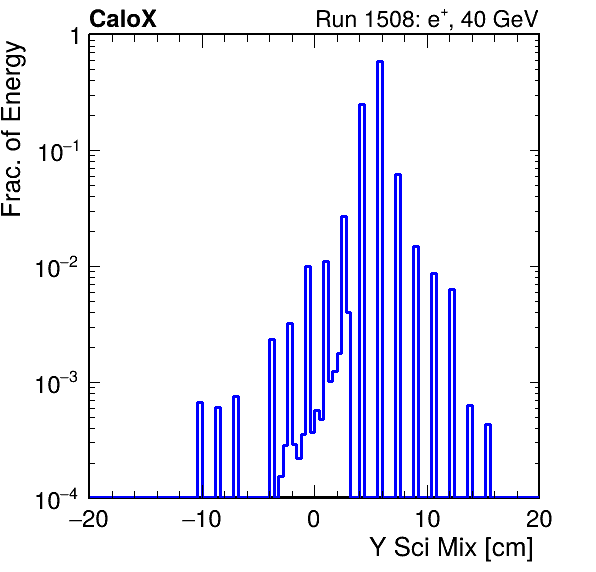 CaloX Run 1508: e⁺, 40 GeV
Frac. of Energy
1
10⁻¹
10⁻²
10⁻³
10⁻⁴
−20 −10 0 10 20
Y Sci Mix [cm]